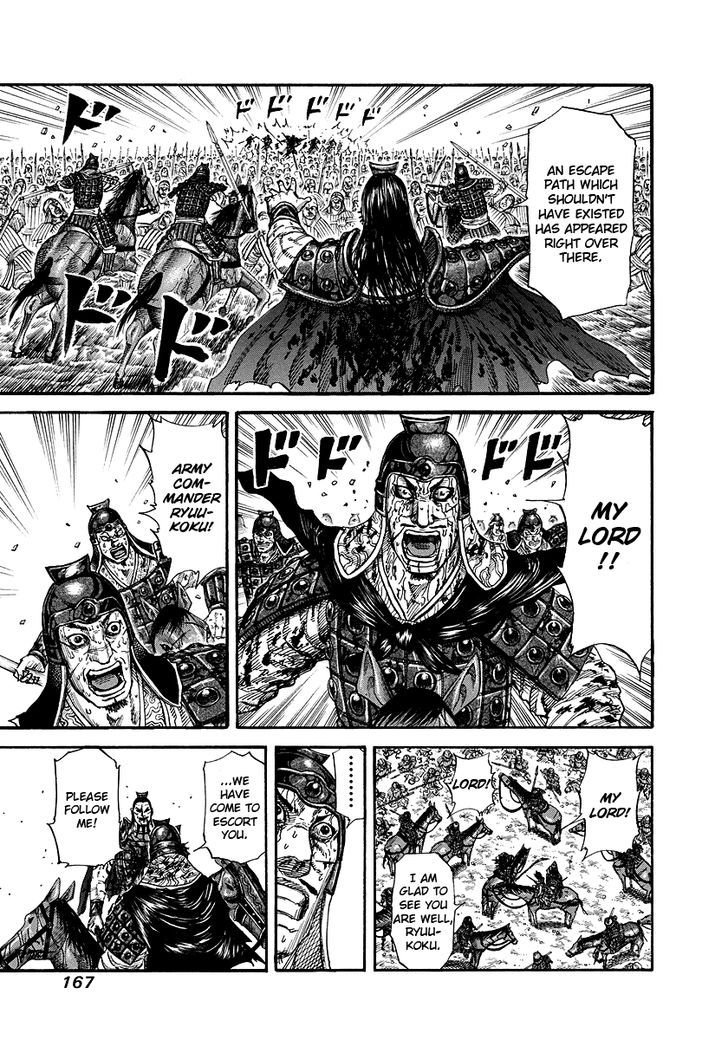 AN ESCAPE
PATH WHICH
SHOULDN'T
HAVE EXISTED
HAS APPEARED
RIGHT OVER
THERE.
ド
ド
ド
ド
ド
ド
ド
ド
MY
LORD
!!
ド
ド
ド
ARMY
COM-
MANDER
RYUU-
KOKU!
MY
LORD!
LORD!
I AM
GLAD TO
SEE YOU
ARE WELL,
RYUU-
KOKU.
........
...WE
HAVE
COME TO
ESCORT
YOU.
PLEASE
FOLLOW
ME!
167